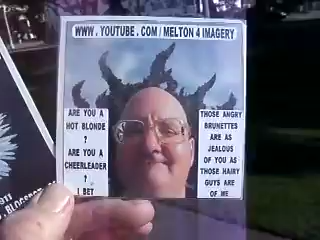 WWW . YOUTUBE . COM / MELTON 4 IMAGERY
ARE YOU A
HOT BLONDE
?
ARE YOU A
CHEERLEADER
?
I BET
THOSE ANGRY
BRUNETTES
ARE AS
JEALOUS
OF YOU AS
THOSE HAIRY
GUYS ARE
OF ME